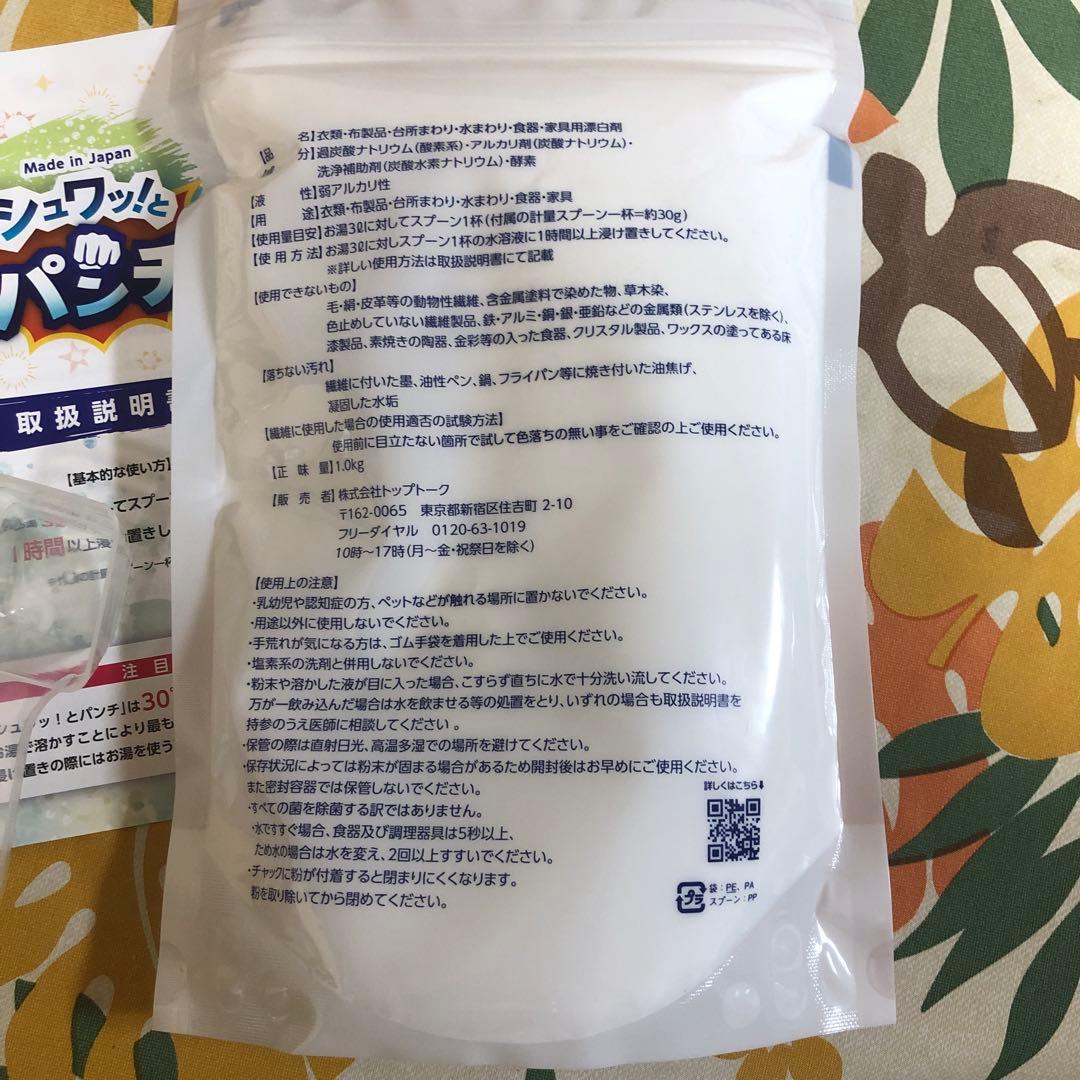 名】衣類・布製品・台所まわり・水まわり・食器・家具用漂白剤
【品
分】過炭酸ナトリウム(酸素系)・アルカリ剤(炭酸ナトリウム)・
洗浄補助剤(炭酸水素ナトリウム)・酵素
【液 性】弱アルカリ性
【用 途】衣類・布製品・台所まわり・水まわり・食器・家具
【使用量目安】お湯3ℓに対してスプーン1杯(付属の計量スプーン一杯=約30g)
【使用方法】お湯3ℓに対しスプーン1杯の水溶液に1時間以上浸け置きしてください。
※詳しい使用方法は取扱説明書にて記載
【使用できないもの】
毛・絹・皮革等の動物性繊維、含金属塗料で染めた物、草木染、
色止めしていない繊維製品、鉄・アルミ・銅・銀・亜鉛などの金属類(ステンレスを除く)、
漆製品、素焼きの陶器、金彩等の入った食器、クリスタル製品、ワックスの塗ってある床
【落ちない汚れ】
繊維に付いた墨、油性ペン、鍋、フライパン等に焼き付いた油焦げ、
凝固した水垢
【繊維に使用した場合の使用適否の試験方法】
使用前に目立たない箇所で試して色落ちの無い事をご確認の上ご使用ください。
【正味量】1.0kg
【販売者】株式会社トップトーク
〒162-0065 東京都新宿区住吉町 2-10
フリーダイヤル 0120-63-1019
10時〜17時(月〜金・祝祭日を除く)
【使用上の注意】
・乳幼児や認知症の方、ペットなどが触れる場所に置かないでください。
・用途以外に使用しないでください。
・手荒れが気になる方は、ゴム手袋を着用した上でご使用ください。
・塩素系の洗剤と併用しないでください。
・粉末や溶かした液が目に入った場合、こすらず直ちに水で十分洗い流してください。
万が一飲み込んだ場合は水を飲ませる等の処置をとり、いずれの場合も取扱説明書を
持参のうえ医師に相談してください。
・保管の際は直射日光、高温多湿での場所を避けてください。
・保存状況によっては粉末が固まる場合があるため開封後はお早めにご使用ください。
また密封容器では保管しないでください。
・すべての菌を除菌する訳ではありません。
・水ですすぐ場合、食器及び調理器具は5秒以上、
ため水の場合は水を変え、2回以上すすいでください。
・チャックに粉が付着すると閉まりにくくなります。
粉を取り除いてから閉めてください。
詳しくはこちら⬇
プラ
袋:PE、PA
スプーン:PP
Made in Japan
シュワッ!と
パンチ
取扱説明
【基本的な使い方】
てスプー
1時間以上浸
置きし
プーン一杯
注目
シュワッ!とパンチ」は30°
お湯で溶かすことにより最も
浸け置きの際にはお湯を使う